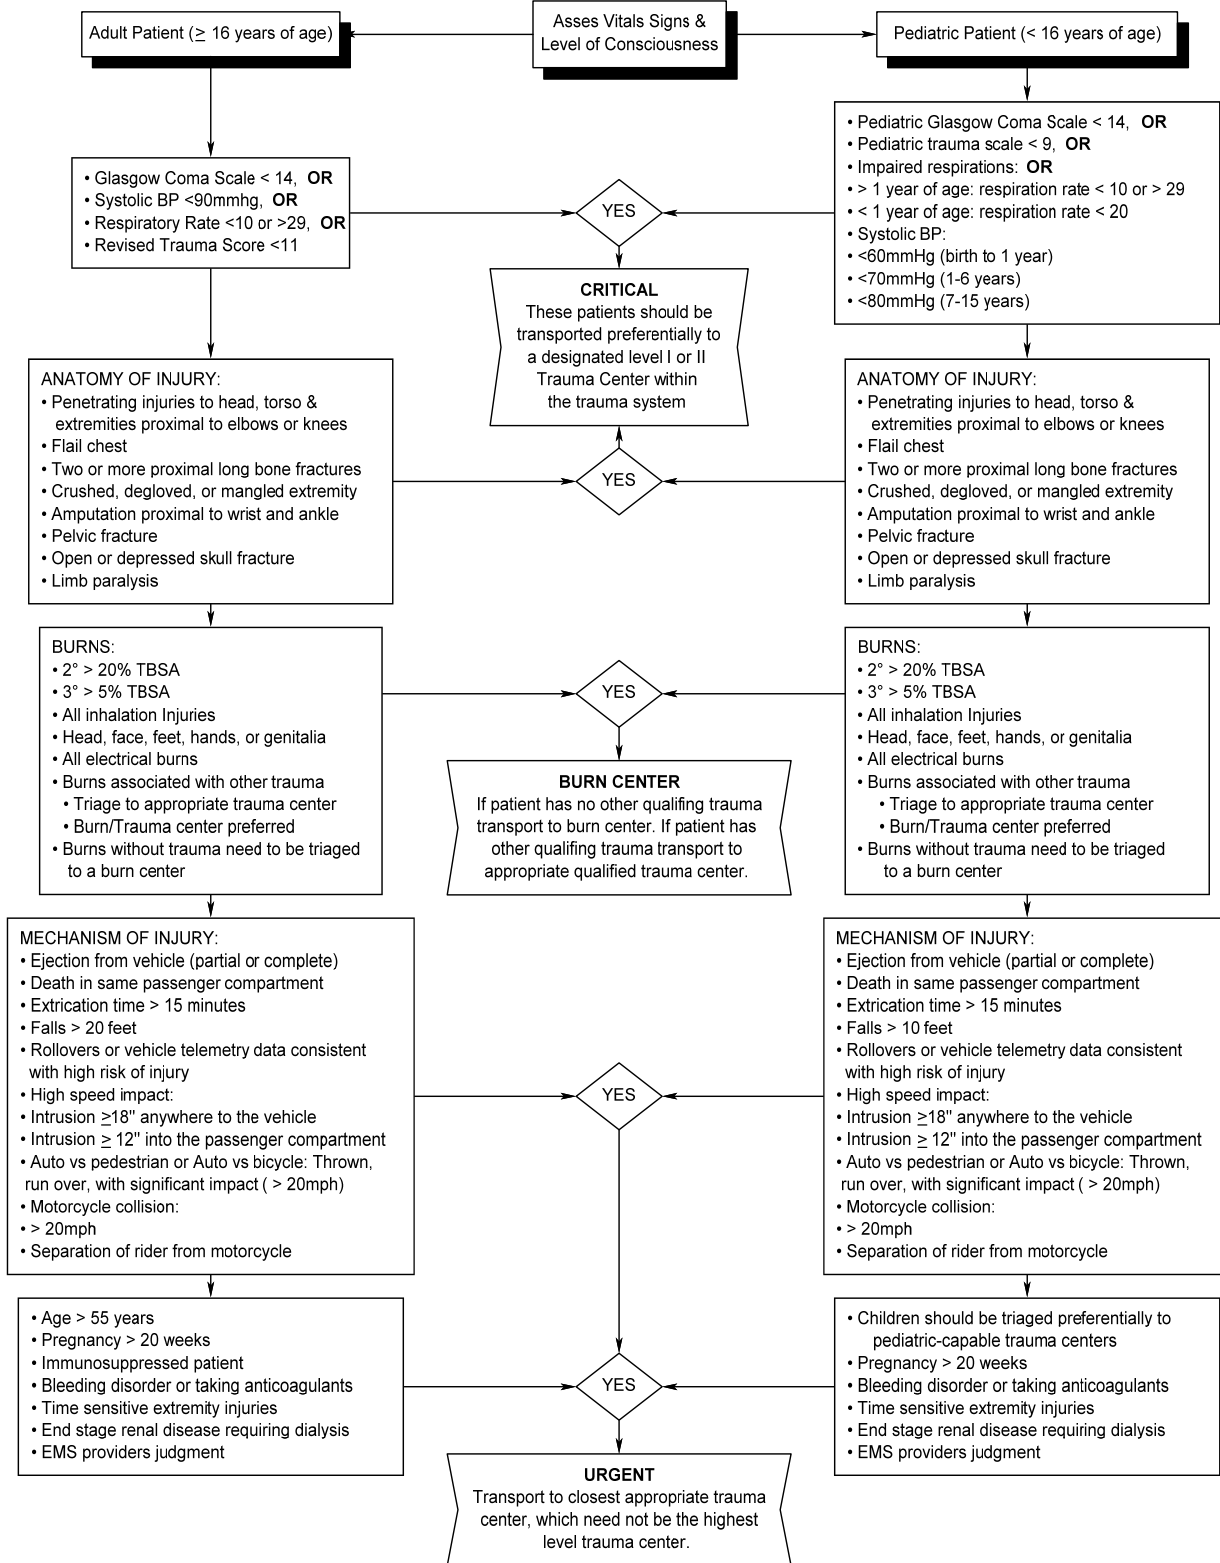 Asses Vitals Signs &
Level of Consciousness
Adult Patient (≥ 16 years of age)
Pediatric Patient (< 16 years of age)
• Glasgow Coma Scale < 14, OR
• Systolic BP <90mmhg, OR
• Respiratory Rate <10 or >29, OR
• Revised Trauma Score <11
YES
• Pediatric Glasgow Coma Scale < 14, OR
• Pediatric trauma scale < 9, OR
• Impaired respirations: OR
• > 1 year of age: respiration rate < 10 or > 29
• < 1 year of age: respiration rate < 20
• Systolic BP:
• <60mmHg (birth to 1 year)
• <70mmHg (1-6 years)
• <80mmHg (7-15 years)
CRITICAL
These patients should be
transported preferentially to
a designated level I or II
Trauma Center within
the trauma system
ANATOMY OF INJURY:
• Penetrating injuries to head, torso &
extremities proximal to elbows or knees
• Flail chest
• Two or more proximal long bone fractures
• Crushed, degloved, or mangled extremity
• Amputation proximal to wrist and ankle
• Pelvic fracture
• Open or depressed skull fracture
• Limb paralysis
YES
ANATOMY OF INJURY:
• Penetrating injuries to head, torso &
extremities proximal to elbows or knees
• Flail chest
• Two or more proximal long bone fractures
• Crushed, degloved, or mangled extremity
• Amputation proximal to wrist and ankle
• Pelvic fracture
• Open or depressed skull fracture
• Limb paralysis
BURNS:
• 2° > 20% TBSA
• 3° > 5% TBSA
• All inhalation Injuries
• Head, face, feet, hands, or genitalia
• All electrical burns
• Burns associated with other trauma
• Triage to appropriate trauma center
• Burn/Trauma center preferred
• Burns without trauma need to be triaged
to a burn center
YES
BURN CENTER
If patient has no other qualifing trauma
transport to burn center. If patient has
other qualifing trauma transport to
appropriate qualified trauma center.
BURNS:
• 2° > 20% TBSA
• 3° > 5% TBSA
• All inhalation Injuries
• Head, face, feet, hands, or genitalia
• All electrical burns
• Burns associated with other trauma
• Triage to appropriate trauma center
• Burn/Trauma center preferred
• Burns without trauma need to be triaged
to a burn center
MECHANISM OF INJURY:
• Ejection from vehicle (partial or complete)
• Death in same passenger compartment
• Extrication time > 15 minutes
• Falls > 20 feet
• Rollovers or vehicle telemetry data consistent
with high risk of injury
• High speed impact:
• Intrusion ≥18" anywhere to the vehicle
• Intrusion ≥ 12" into the passenger compartment
• Auto vs pedestrian or Auto vs bicycle: Thrown,
run over, with significant impact ( > 20mph)
• Motorcycle collision:
• > 20mph
• Separation of rider from motorcycle
YES
MECHANISM OF INJURY:
• Ejection from vehicle (partial or complete)
• Death in same passenger compartment
• Extrication time > 15 minutes
• Falls > 10 feet
• Rollovers or vehicle telemetry data consistent
with high risk of injury
• High speed impact:
• Intrusion ≥18" anywhere to the vehicle
• Intrusion ≥ 12" into the passenger compartment
• Auto vs pedestrian or Auto vs bicycle: Thrown,
run over, with significant impact ( > 20mph)
• Motorcycle collision:
• > 20mph
• Separation of rider from motorcycle
• Age > 55 years
• Pregnancy > 20 weeks
• Immunosuppressed patient
• Bleeding disorder or taking anticoagulants
• Time sensitive extremity injuries
• End stage renal disease requiring dialysis
• EMS providers judgment
YES
• Children should be triaged preferentially to
pediatric-capable trauma centers
• Pregnancy > 20 weeks
• Bleeding disorder or taking anticoagulants
• Time sensitive extremity injuries
• End stage renal disease requiring dialysis
• EMS providers judgment
URGENT
Transport to closest appropriate trauma
center, which need not be the highest
level trauma center.